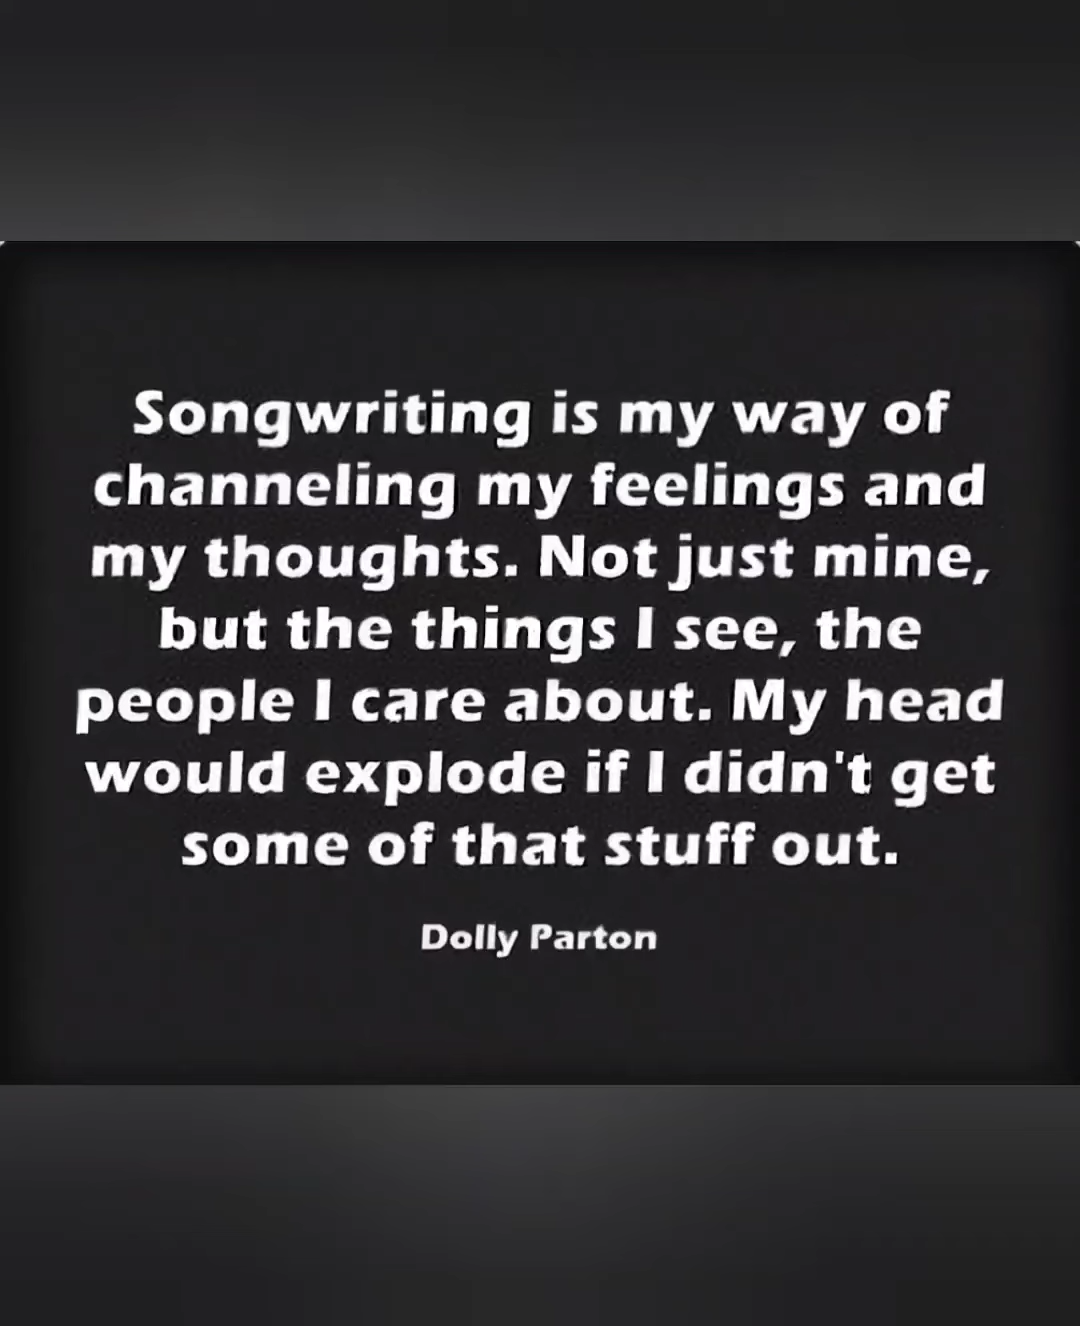 Songwriting is my way of
channeling my feelings and
my thoughts. Not just mine,
but the things I see, the
people I care about. My head
would explode if I didn't get
some of that stuff out.
Dolly Parton